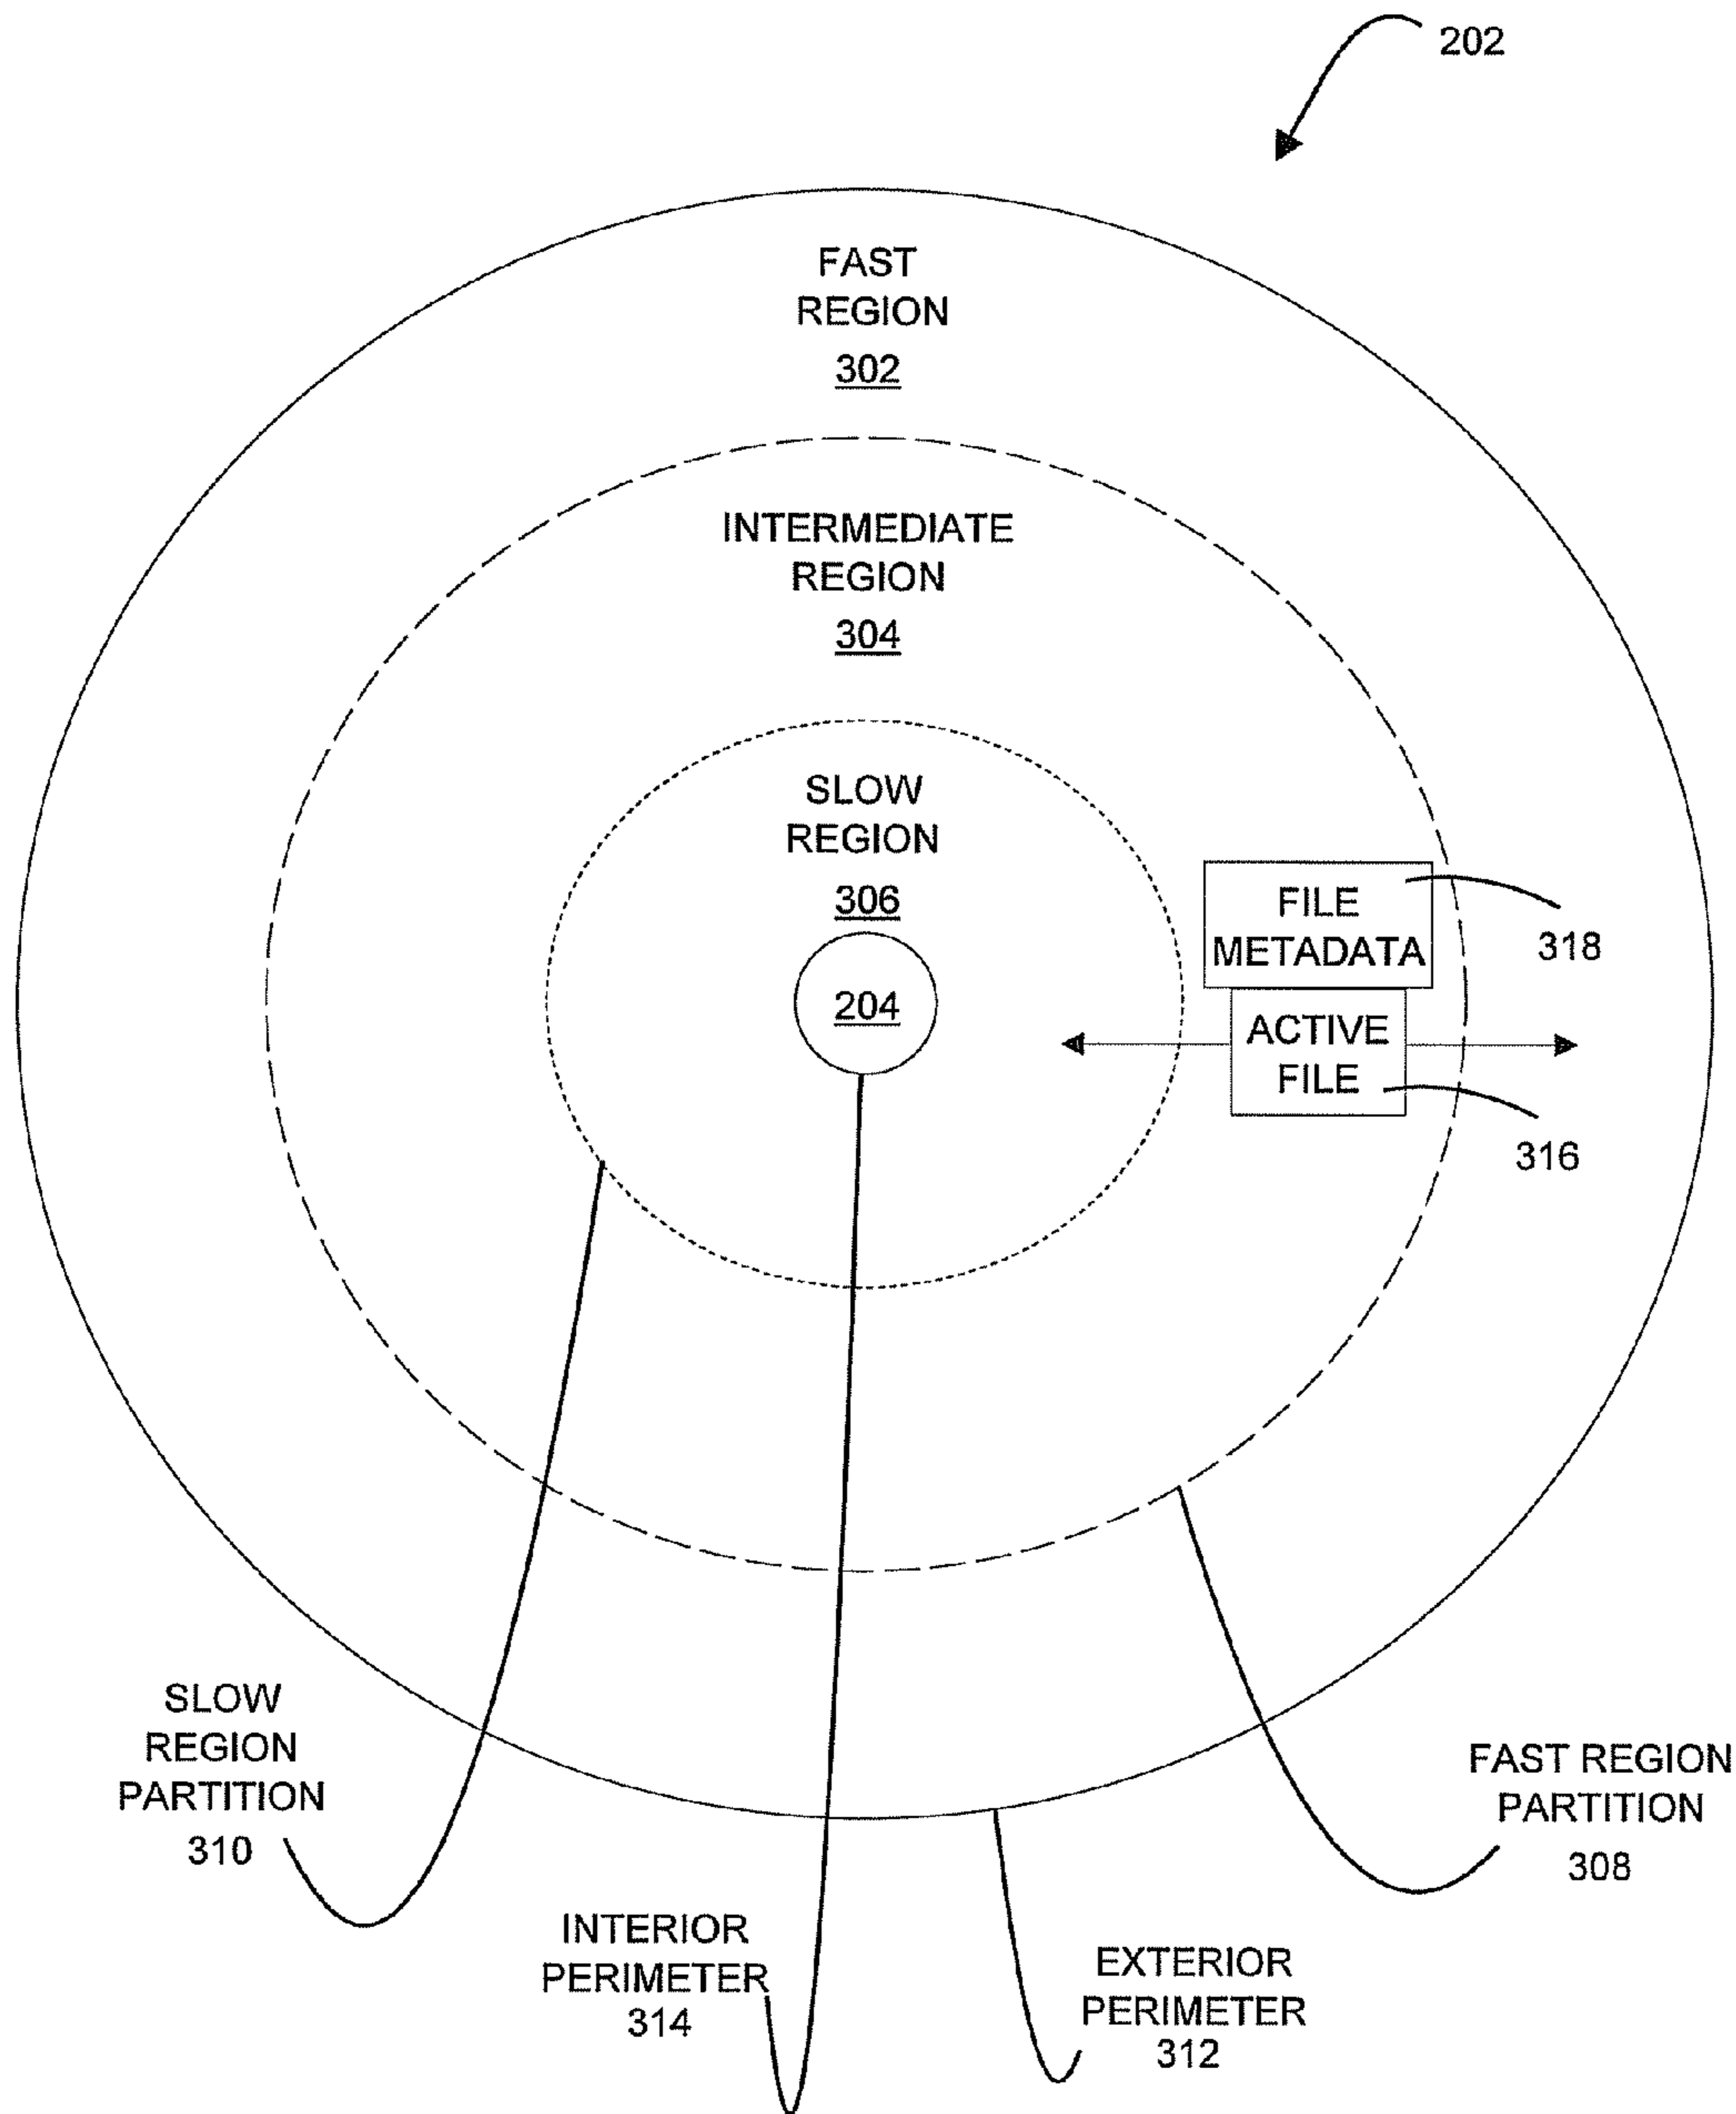 202
FAST
REGION
302
INTERMEDIATE
REGION
304
SLOW
REGION
306
204
FILE
METADATA
318
ACTIVE
FILE
316
SLOW
REGION
PARTITION
310
FAST REGION
PARTITION
308
INTERIOR
PERIMETER
314
EXTERIOR
PERIMETER
312